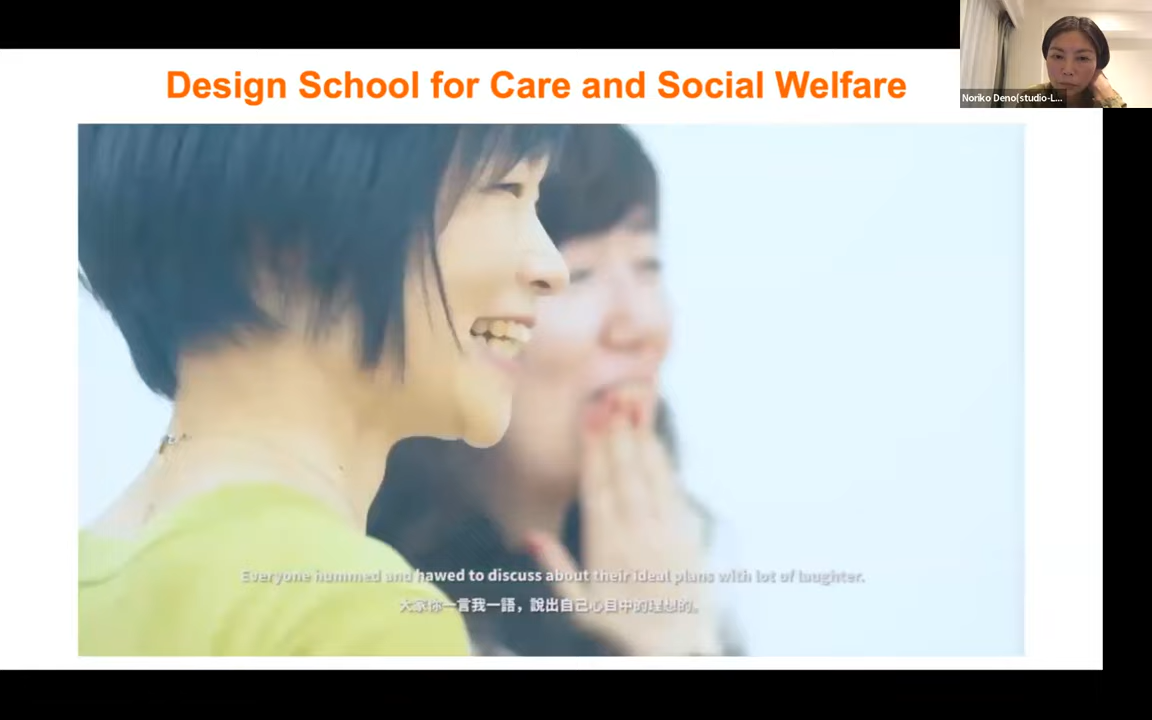 Design School for Care and Social Welfare
Noriko Deno(studio-L...
Everyone hummed and hawed to discuss about their ideal plans with lot of laughter.
大家你一言我一語，說出自己心目中的理想的。